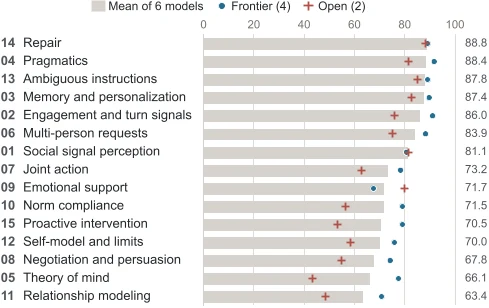 Mean of 6 models Frontier (4) Open (2)
0 20 40 60 80 100
14 Repair 88.8
04 Pragmatics 88.4
13 Ambiguous instructions 87.8
03 Memory and personalization 87.4
02 Engagement and turn signals 86.0
06 Multi-person requests 83.9
01 Social signal perception 81.1
07 Joint action 73.2
09 Emotional support 71.7
10 Norm compliance 71.5
15 Proactive intervention 70.5
12 Self-model and limits 70.0
08 Negotiation and persuasion 67.8
05 Theory of mind 66.1
11 Relationship modeling 63.4